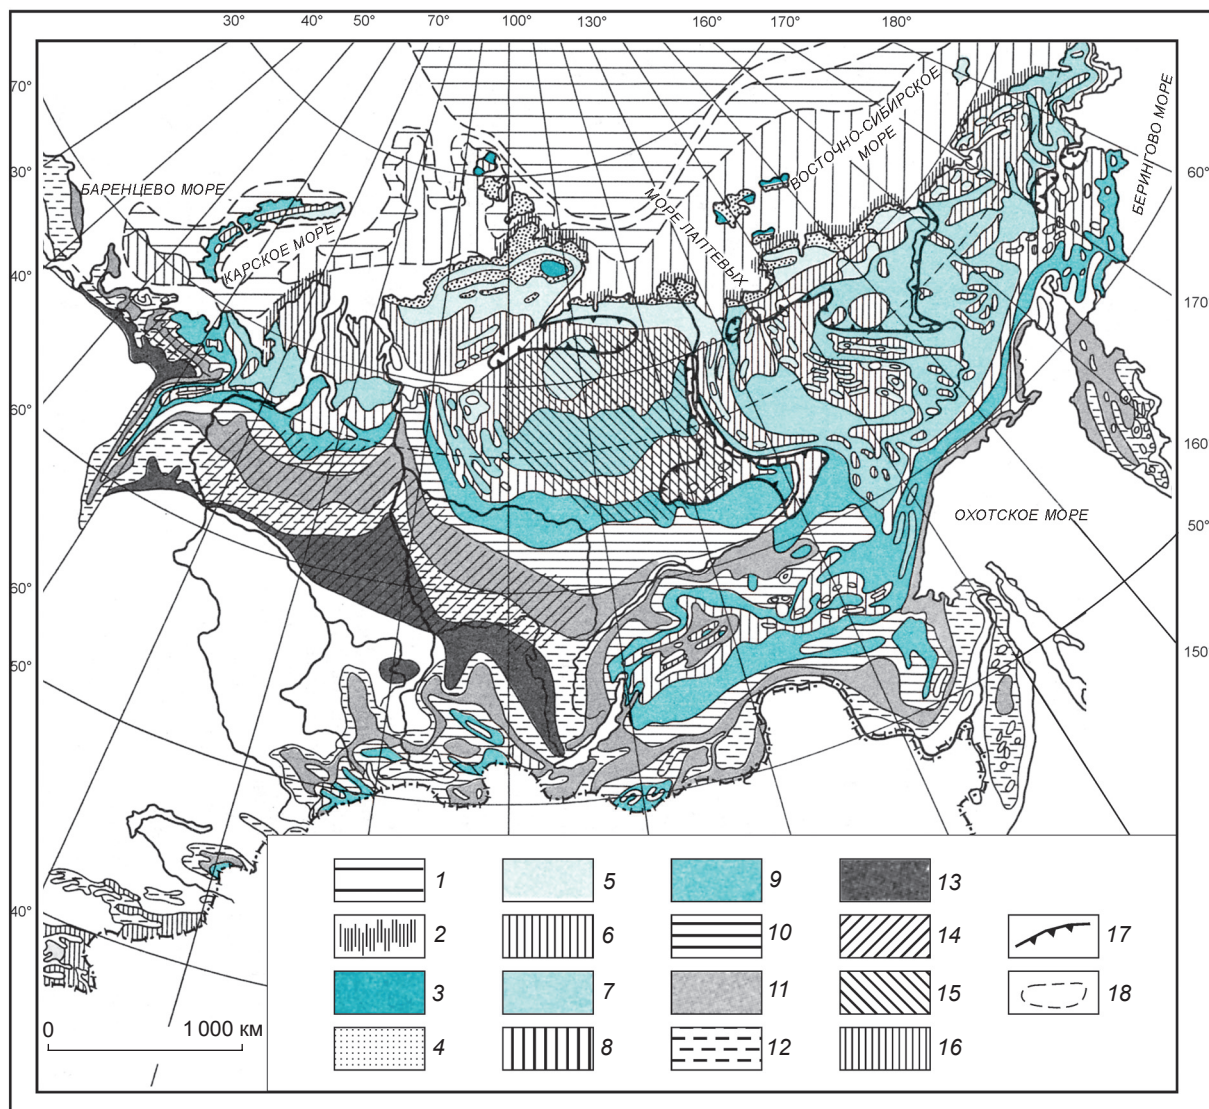 30° 40° 50° 70° 100° 130° 160° 170° 180°
70°
30°
40°
60°
50°
60°
50°
40°
60°
170
160
50°
150
БАРЕНЦЕВО МОРЕ
КАРСКОЕ МОРЕ
МОРЕ ЛАПТЕВЫХ
ВОСТОЧНО-СИБИРСКОЕ
МОРЕ
БЕРИНГОВО МОРЕ
ОХОТСКОЕ МОРЕ
0 1 000 км
1 5 9 13
2 6 10 14 17
3 7 11 15 18
4 8 12 16